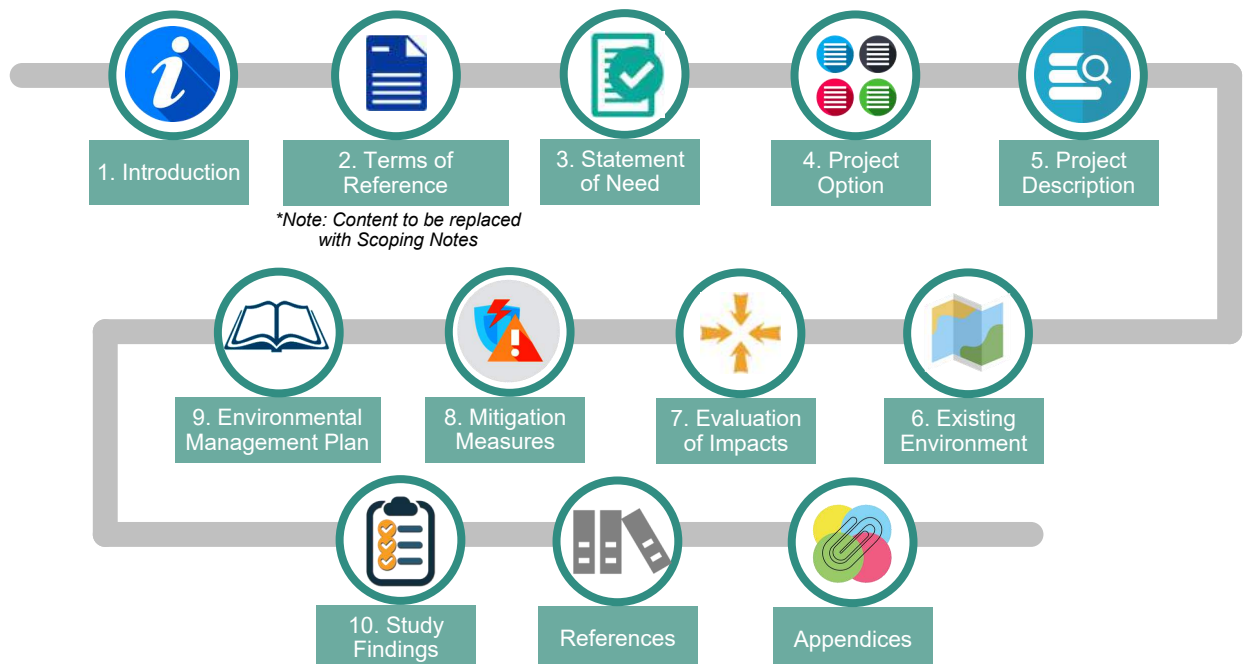 1. Introduction
2. Terms of
Reference
*Note: Content to be replaced
with Scoping Notes
3. Statement
of Need
4. Project
Option
5. Project
Description
6. Existing
Environment
7. Evaluation
of Impacts
8. Mitigation
Measures
9. Environmental
Management Plan
10. Study
Findings
References
Appendices